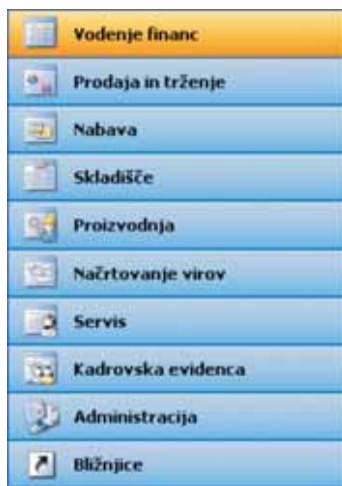 Vodenje financ
Prodaja in trženje
Nabava
Skladišče
Proizvodnja
Načrtovanje virov
Servis
Kadrovska evidenca
Administracija
Bližnjice